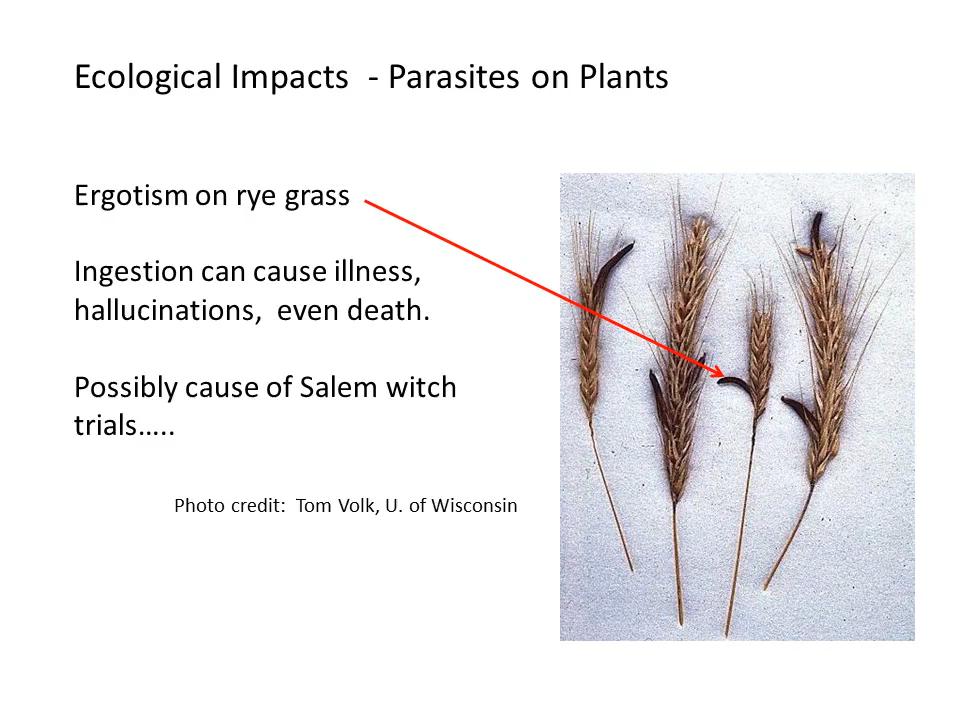 Ecological Impacts  - Parasites on Plants
Ergotism on rye grass
Ingestion can cause illness,
hallucinations,  even death.
Possibly cause of Salem witch
trials…..
Photo credit:  Tom Volk, U. of Wisconsin